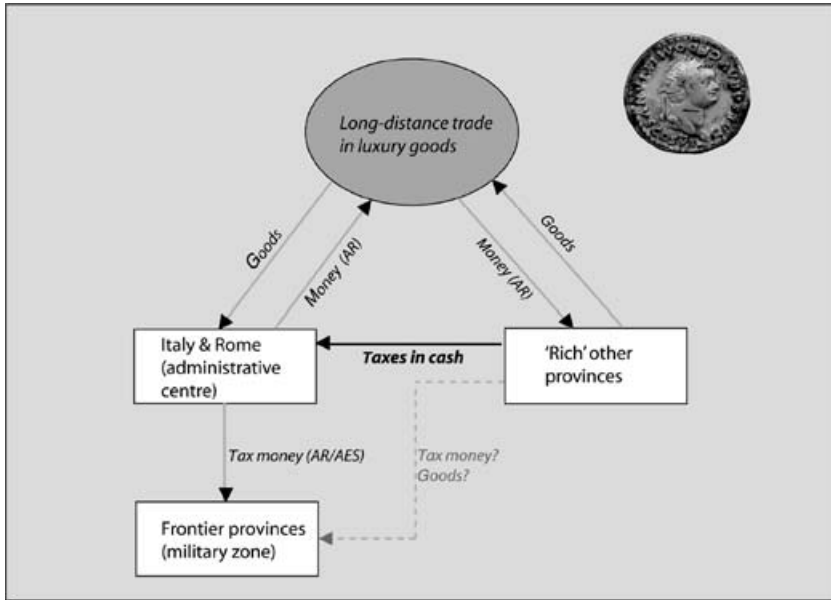 Long-distance trade
in luxury goods
Goods
Money (AR)
Money (AR)
Goods
Italy & Rome
(administrative
centre)
Taxes in cash
'Rich' other
provinces
Tax money (AR/AES)
Tax money?
Goods?
Frontier provinces
(military zone)